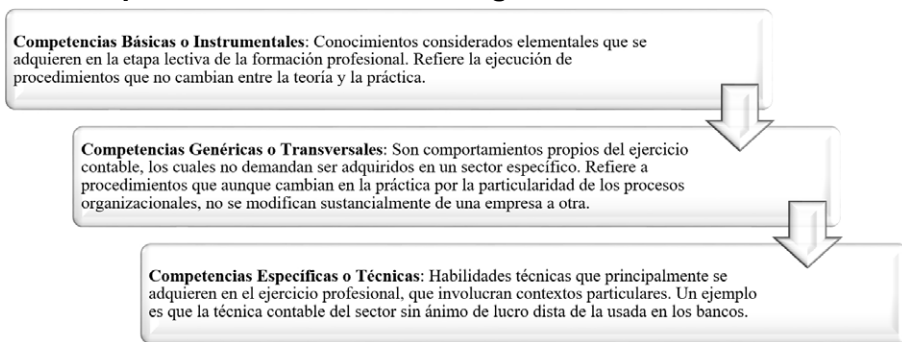 Competencias Básicas o Instrumentales: Conocimientos considerados elementales que se
adquieren en la etapa lectiva de la formación profesional. Refiere la ejecución de
procedimientos que no cambian entre la teoría y la práctica.
Competencias Genéricas o Transversales: Son comportamientos propios del ejercicio
contable, los cuales no demandan ser adquiridos en un sector específico. Refiere a
procedimientos que aunque cambian en la práctica por la particularidad de los procesos
organizacionales, no se modifican sustancialmente de una empresa a otra.
Competencias Específicas o Técnicas: Habilidades técnicas que principalmente se
adquieren en el ejercicio profesional, que involucran contextos particulares. Un ejemplo
es que la técnica contable del sector sin ánimo de lucro dista de la usada en los bancos.